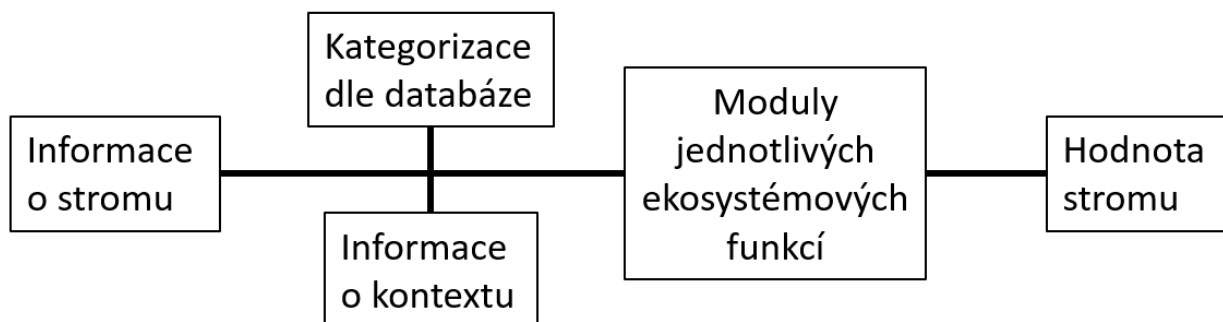 Informace
o stromu
Kategorizace
dle databáze
Informace
o kontextu
Moduly
jednotlivých
ekosystémových
funkcí
Hodnota
stromu